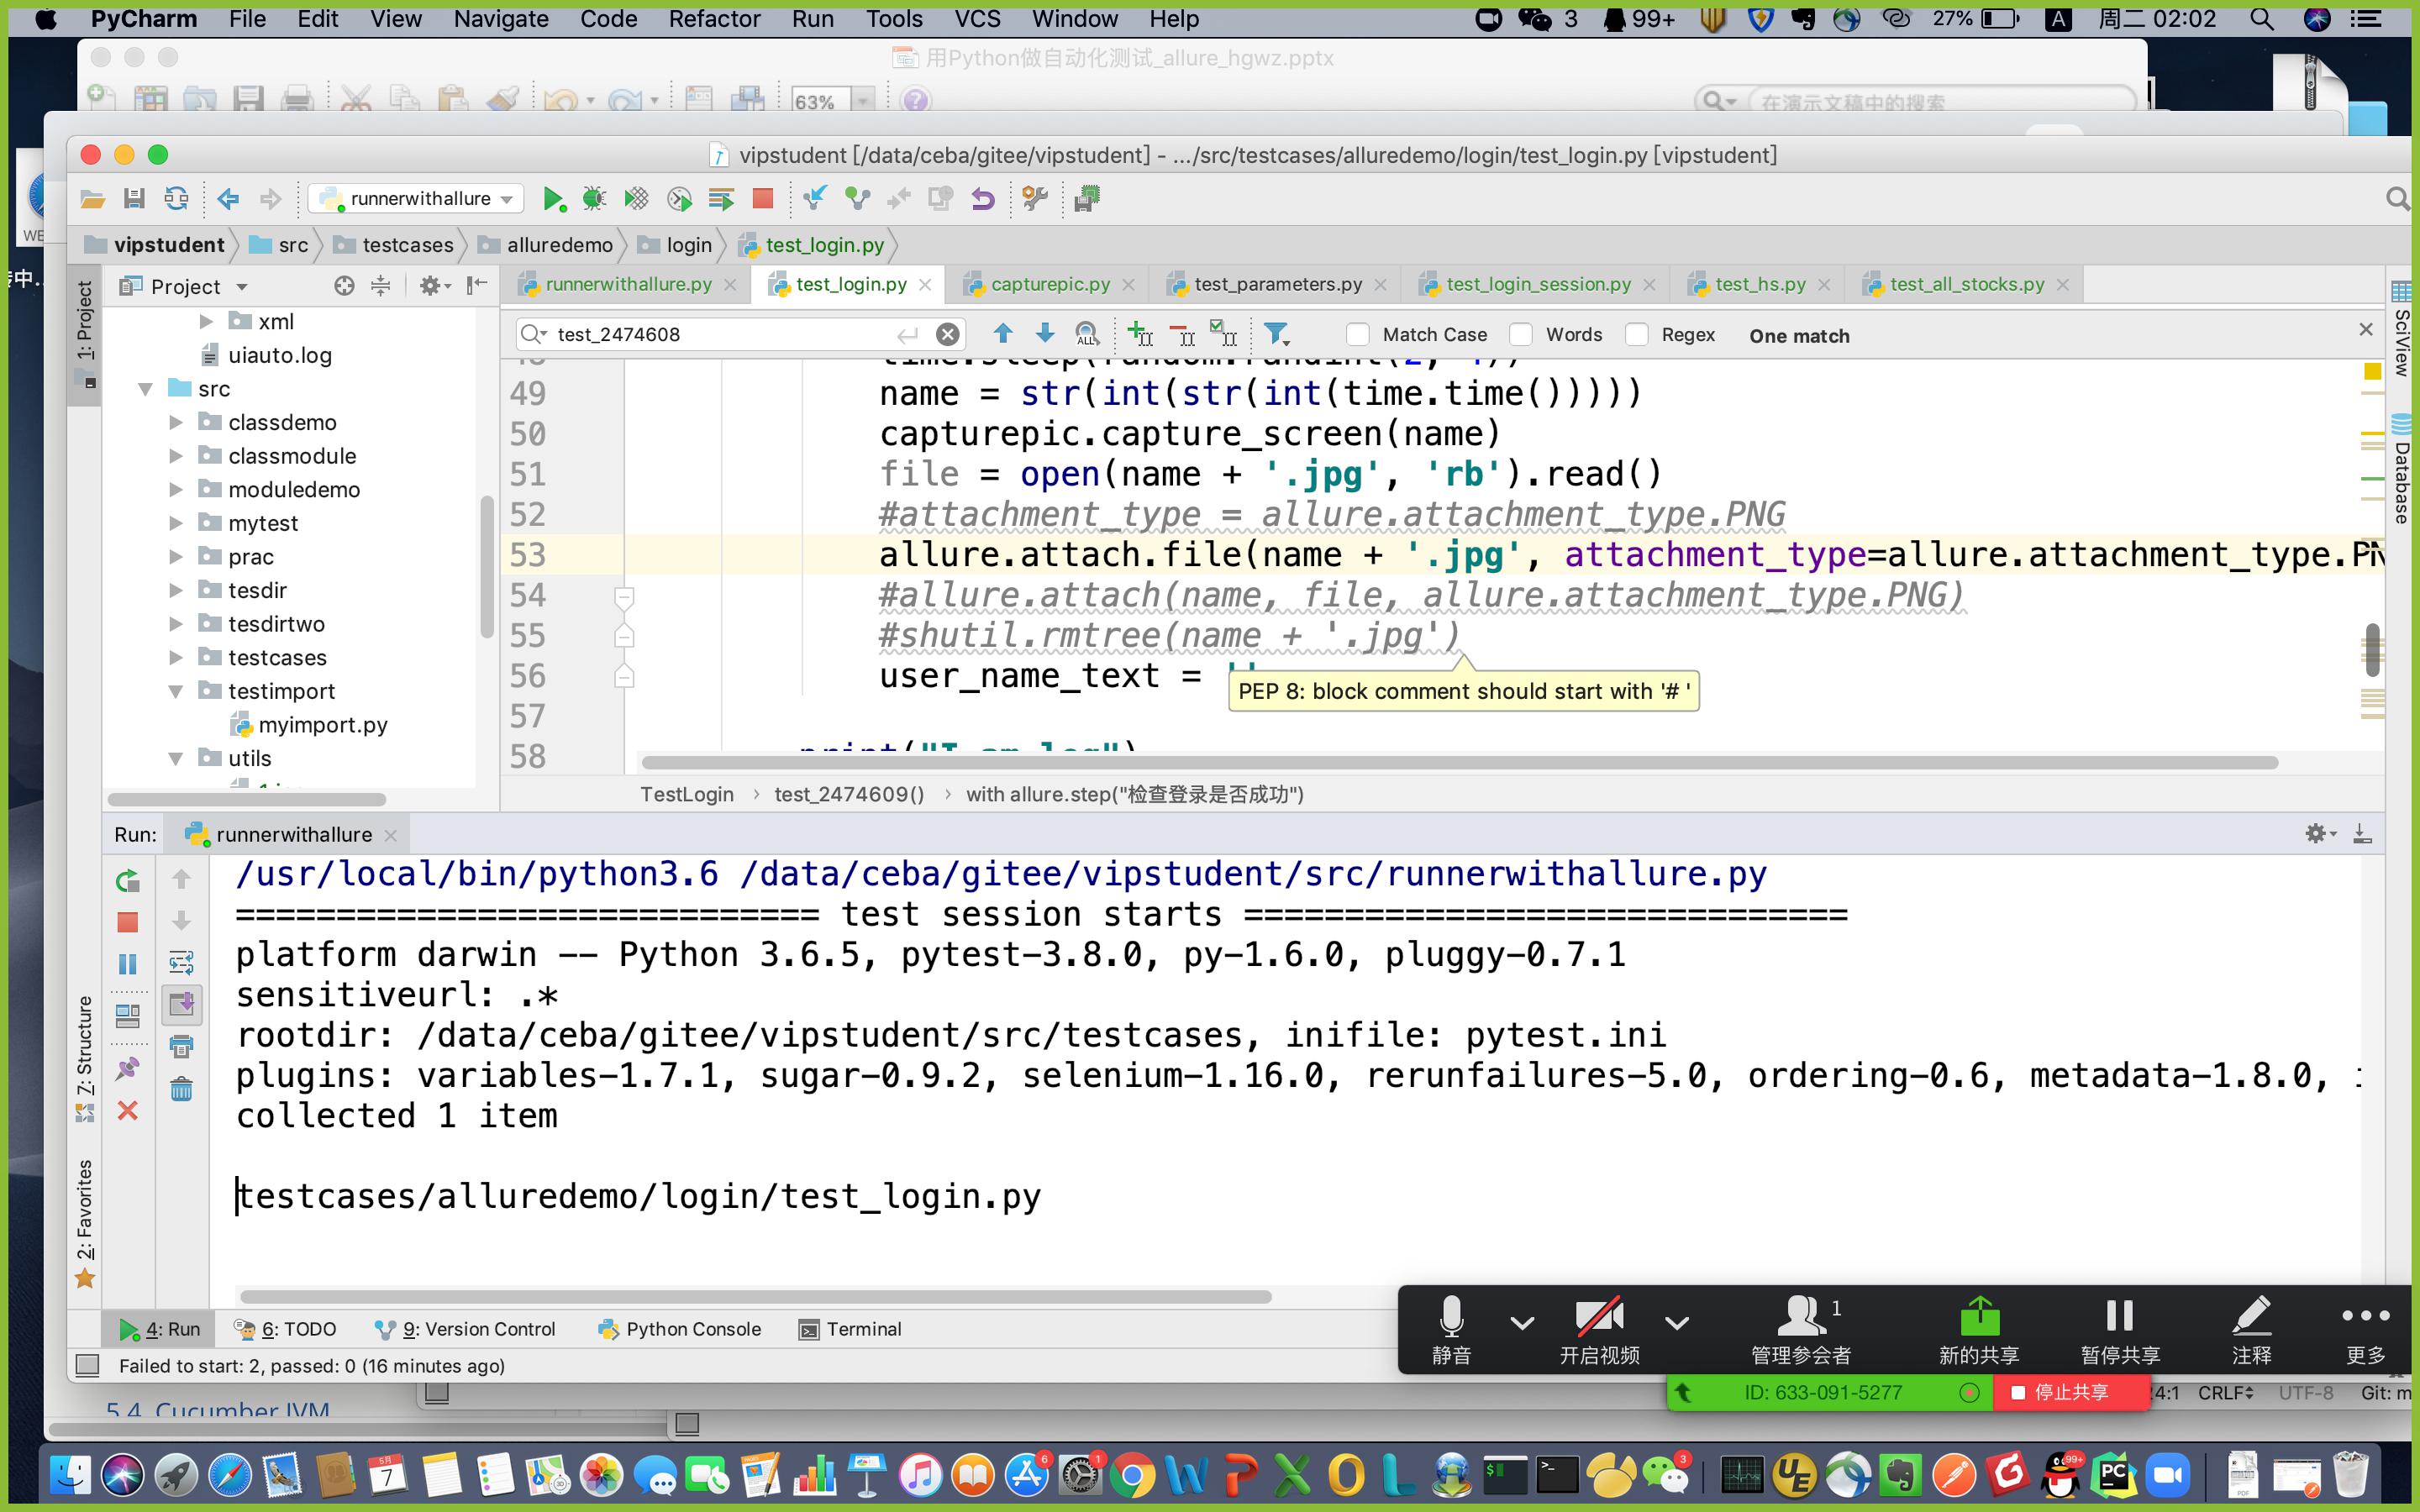 PyCharm File Edit View Navigate Code Refactor Run Tools VCS Window Help 3 99+ 27% A 周二 02:02
用Python做自动化测试_allure_hgwz.pptx
63% 在演示文稿中的搜索
vipstudent [/data/ceba/gitee/vipstudent] - .../src/testcases/alluredemo/login/test_login.py [vipstudent]
runnerwithallure
vipstudent src testcases alluredemo login test_login.py
1: Project
Project
runnerwithallure.py test_login.py capturepic.py test_parameters.py test_login_session.py test_hs.py test_all_stocks.py
test_2474608 Match Case Words Regex One match
xml
uiauto.log
src
classdemo
classmodule
moduledemo
mytest
prac
tesdir
tesdirtwo
testcases
testimport
myimport.py
utils
49 name = str(int(str(int(time.time()))))
50 capturepic.capture_screen(name)
51 file = open(name + '.jpg', 'rb').read()
52 #attachment_type = allure.attachment_type.PNG
53 allure.attach.file(name + '.jpg', attachment_type=allure.attachment_type.PN
54 #allure.attach(name, file, allure.attachment_type.PNG)
55 #shutil.rmtree(name + '.jpg')
56 user_name_text = ''
PEP 8: block comment should start with '# '
57
58 print("I am log")
SciView
Database
TestLogin › test_2474609() › with allure.step("检查登录是否成功")
Run: runnerwithallure
/usr/local/bin/python3.6 /data/ceba/gitee/vipstudent/src/runnerwithallure.py
============================= test session starts ==============================
platform darwin -- Python 3.6.5, pytest-3.8.0, py-1.6.0, pluggy-0.7.1
sensitiveurl: .*
rootdir: /data/ceba/gitee/vipstudent/src/testcases, inifile: pytest.ini
plugins: variables-1.7.1, sugar-0.9.2, selenium-1.16.0, rerunfailures-5.0, ordering-0.6, metadata-1.8.0,
collected 1 item
testcases/alluredemo/login/test_login.py
Z: Structure
2: Favorites
4: Run 6: TODO 9: Version Control Python Console Terminal
Failed to start: 2, passed: 0 (16 minutes ago)
静音 开启视频 管理参会者 1 新的共享 暂停共享 注释 更多
ID: 633-091-5277 停止共享
4:1 CRLF UTF-8 Git: m
5.4 Cucumber JVM